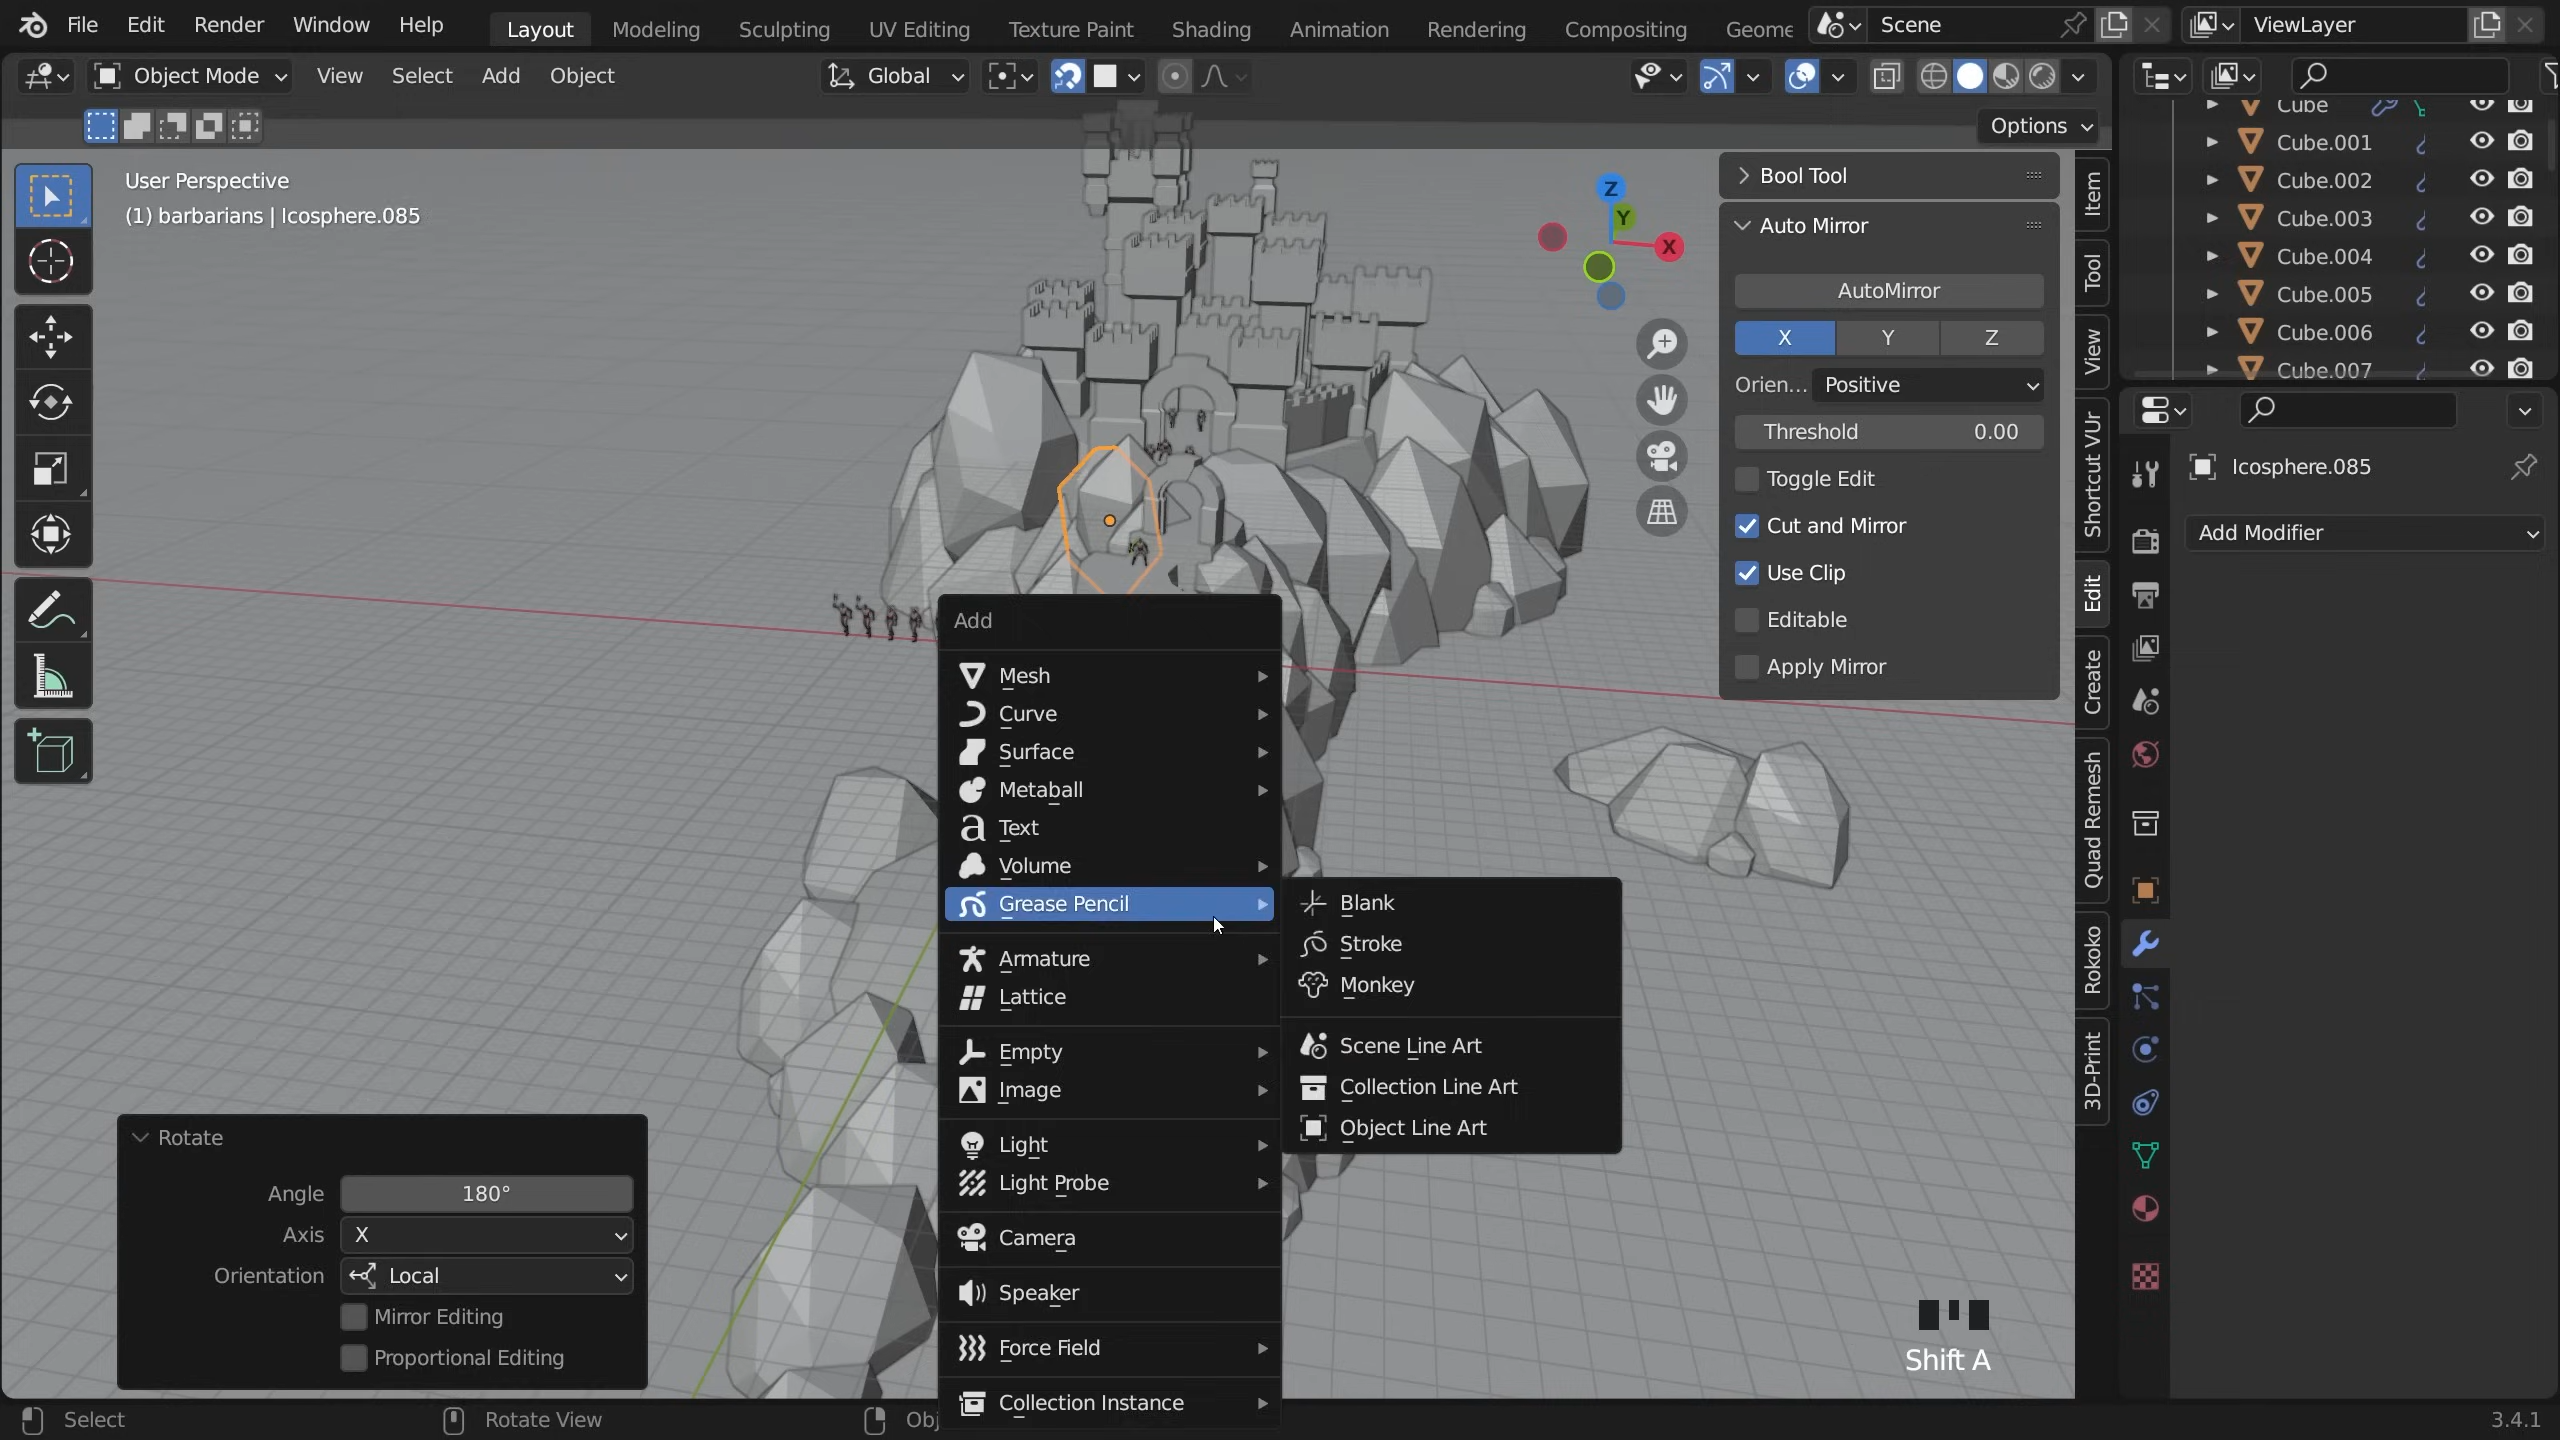 File Edit Render Window Help Layout Modeling Sculpting UV Editing Texture Paint Shading Animation Rendering Compositing Geome Scene ViewLayer
Object Mode View Select Add Object Global
Options
User Perspective
(1) barbarians | Icosphere.085
Z
Y
X
Bool Tool
Auto Mirror
AutoMirror
X Y Z
Orien... Positive
Threshold 0.00
Toggle Edit
Cut and Mirror
Use Clip
Editable
Apply Mirror
Item
Tool
View
Shortcut VUr
Edit
Create
Quad Remesh
Rokoko
3D-Print
Cube
Cube.001
Cube.002
Cube.003
Cube.004
Cube.005
Cube.006
Cube.007
Icosphere.085
Add Modifier
Add
Mesh
Curve
Surface
Metaball
Text
Volume
Grease Pencil
Armature
Lattice
Empty
Image
Light
Light Probe
Camera
Speaker
Force Field
Collection Instance
Blank
Stroke
Monkey
Scene Line Art
Collection Line Art
Object Line Art
Rotate
Angle 180°
Axis X
Orientation Local
Mirror Editing
Proportional Editing
Shift A
Select Rotate View Obj 3.4.1